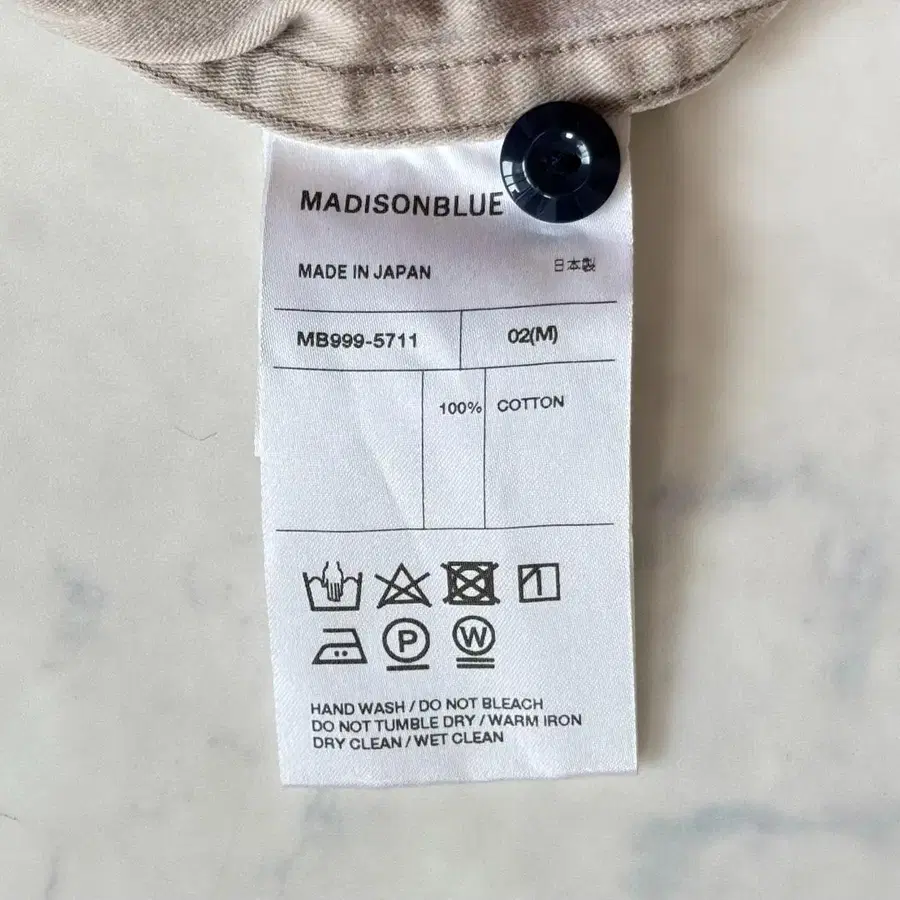 MADISONBLUE
MADE IN JAPAN 日本製
MB999-5711 02(M)
100% COTTON
P W
HAND WASH / DO NOT BLEACH
DO NOT TUMBLE DRY / WARM IRON
DRY CLEAN / WET CLEAN